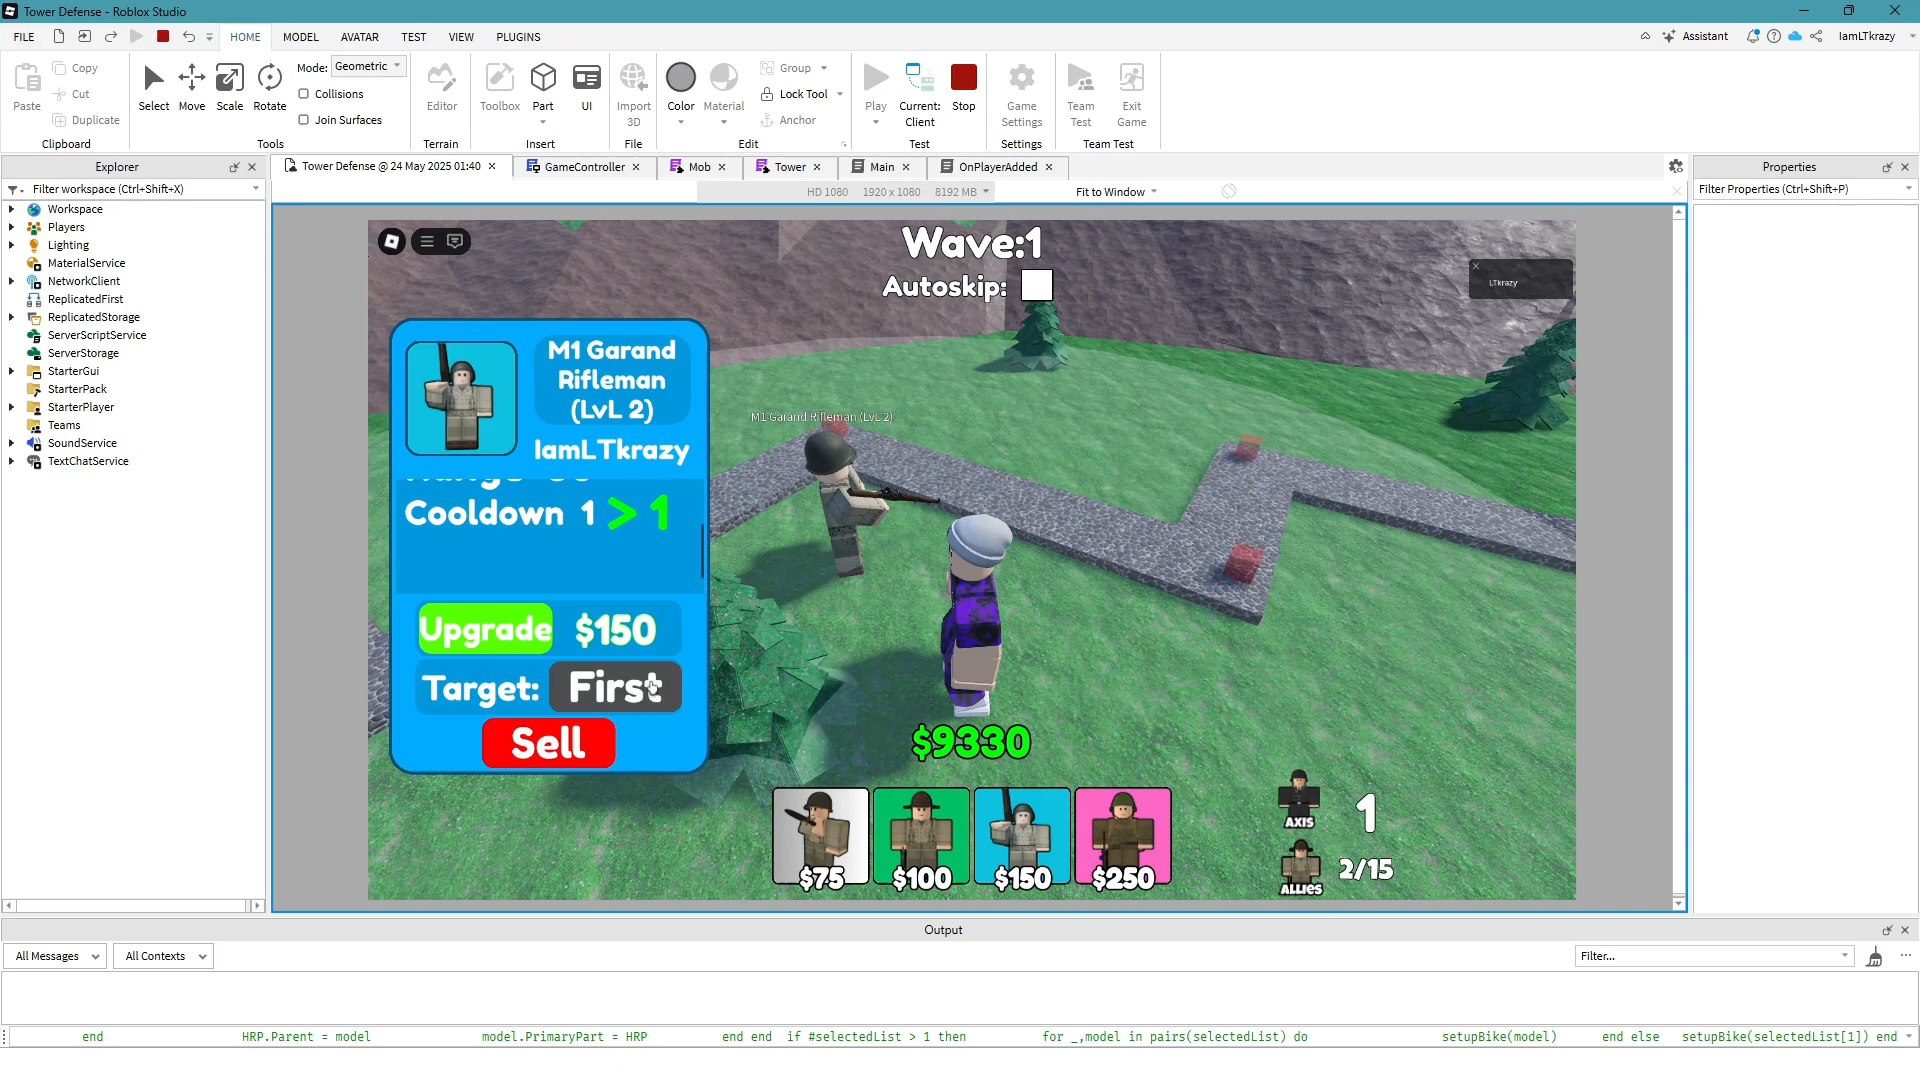 Tower Defense - Roblox Studio
FILE
HOME
MODEL
AVATAR
TEST
VIEW
PLUGINS
Assistant
IamLTkrazy
Paste
Copy
Cut
Duplicate
Clipboard
Select
Move
Scale
Rotate
Mode: Geometric
Collisions
Join Surfaces
Tools
Editor
Terrain
Toolbox
Part
UI
Insert
Import
3D
File
Color
Material
Group
Lock Tool
Anchor
Edit
Play
Current:
Client
Stop
Test
Game
Settings
Settings
Team
Test
Exit
Game
Team Test
Explorer
Filter workspace (Ctrl+Shift+X)
Workspace
Players
Lighting
MaterialService
NetworkClient
ReplicatedFirst
ReplicatedStorage
ServerScriptService
ServerStorage
StarterGui
StarterPack
StarterPlayer
Teams
SoundService
TextChatService
Tower Defense @ 24 May 2025 01:40
GameController
Mob
Tower
Main
OnPlayerAdded
HD 1080 1920 x 1080 8192 MB
Fit to Window
Wave:1
Autoskip:
LTkrazy
M1 Garand
Rifleman
(LvL 2)
IamLTkrazy
Cooldown 1 > 1
Upgrade $150
Target: First
Sell
M1 Garand Rifleman (LvL 2)
$9330
$75
$100
$150
$250
AXIS
1
ALLIES
2/15
Properties
Filter Properties (Ctrl+Shift+P)
Output
All Messages
All Contexts
Filter...
end HRP.Parent = model model.PrimaryPart = HRP end end if #selectedList > 1 then for _,model in pairs(selectedList) do setupBike(model) end else setupBike(selectedList[1]) end